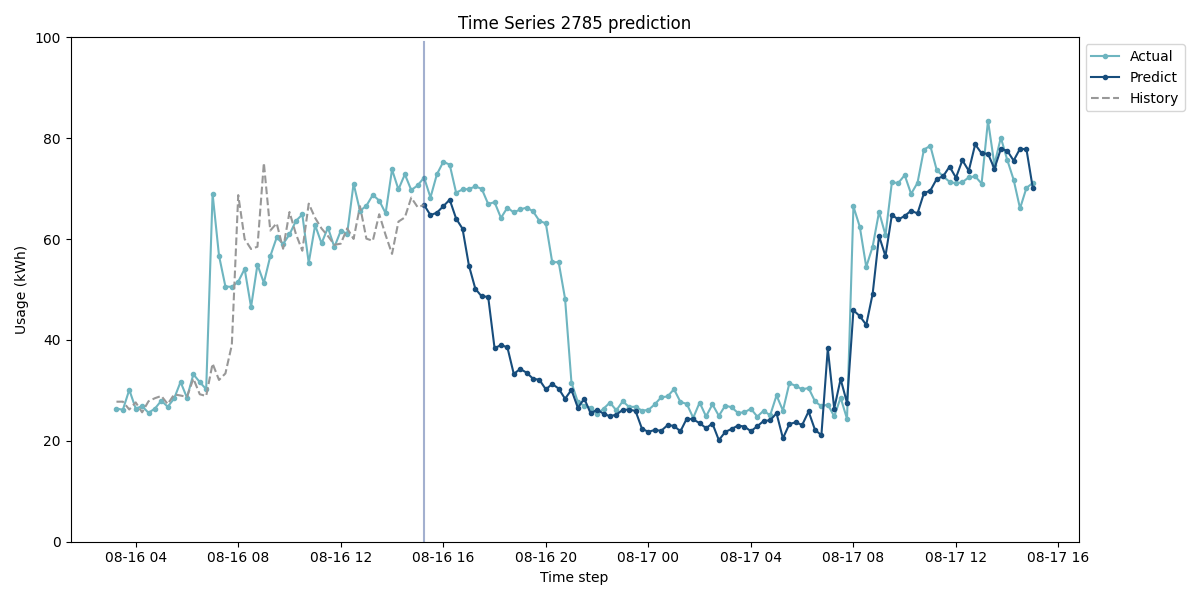 Time Series 2785 prediction
100
80
60
40
20
0
Usage (kWh)
08-16 04
08-16 08
08-16 12
08-16 16
08-16 20
08-17 00
08-17 04
08-17 08
08-17 12
08-17 16
Time step
Actual
Predict
History